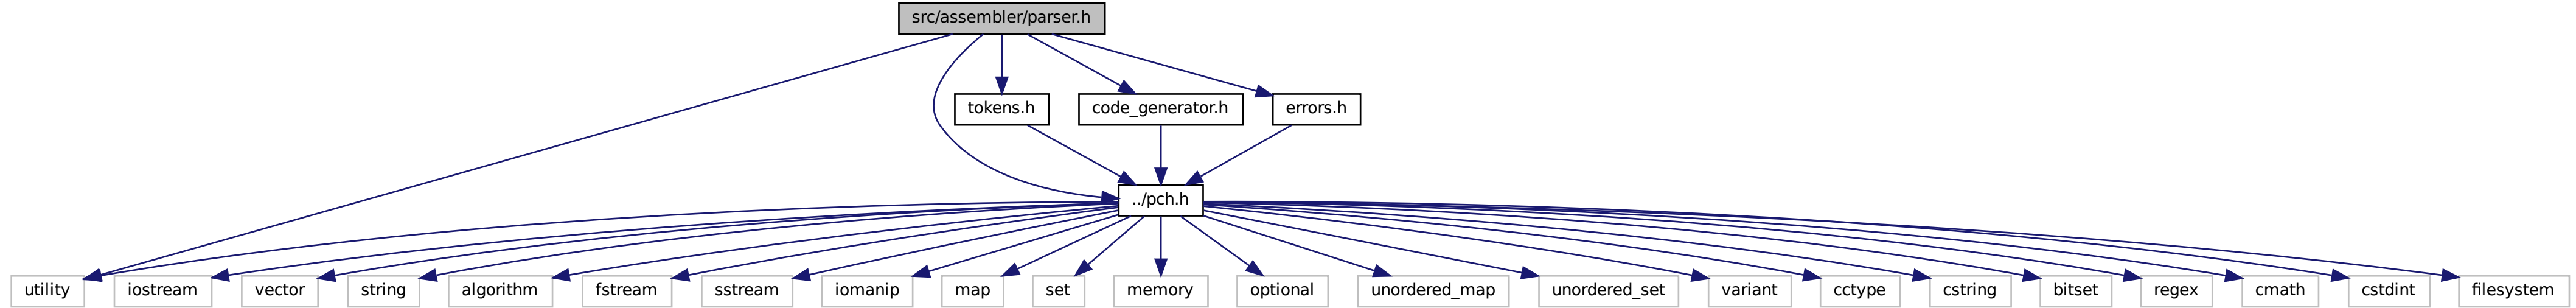 src/assembler/parser.h
tokens.h
code_generator.h
errors.h
../pch.h
utility
iostream
vector
string
algorithm
fstream
sstream
iomanip
map
set
memory
optional
unordered_map
unordered_set
variant
cctype
cstring
bitset
regex
cmath
cstdint
filesystem